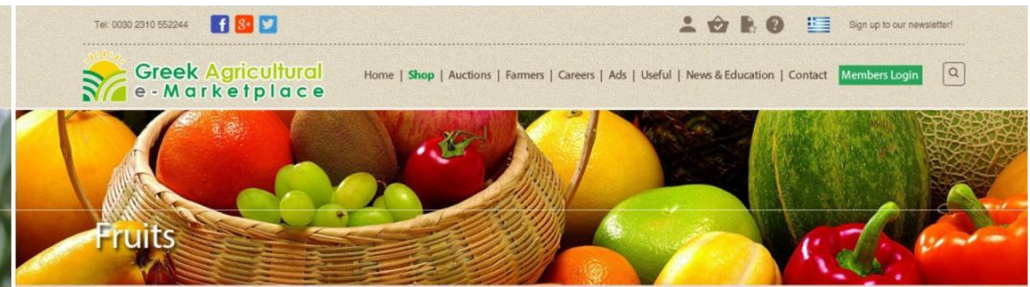 Tel: 0030 2310 552244
Sign up to our newsletter!
Greek Agricultural
e-Marketplace
Home | Shop | Auctions | Farmers | Careers | Ads | Useful | News & Education | Contact Members Login
Fruits